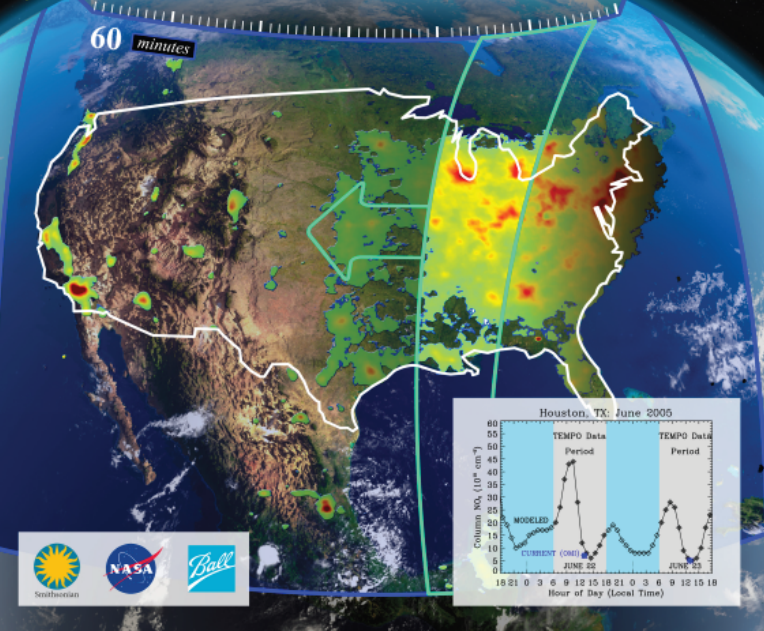 60 minutes
Houston, TX: June 2005
60
55
50
45
40
35
30
25
20
15
10
5
0
Column NO₂ (10¹⁵ cm⁻²)
TEMPO Data Period
TEMPO Data Period
MODELED
CURRENT (OMI)
JUNE 22
JUNE 23
18 21 0 3 6 9 12 15 18 21 0 3 6 9 12 15 18
Hour of Day (Local Time)
Smithsonian
NASA
Ball